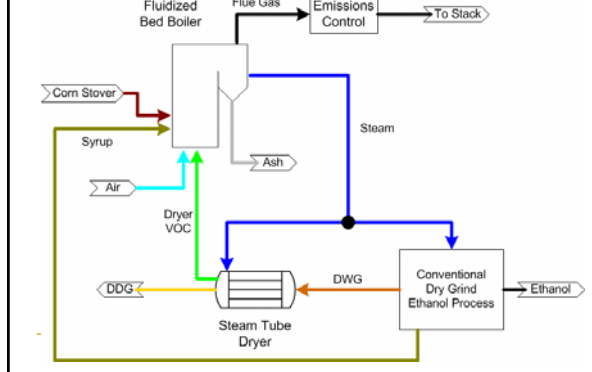 Fluidized
Bed Boiler
Flue Gas
Emissions
Control
To Stack
Corn Stover
Syrup
Steam
Ash
Air
Dryer
VOC
DDG
DWG
Conventional
Dry Grind
Ethanol Process
Ethanol
Steam Tube
Dryer